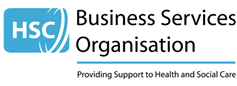 HSC
Business Services
Organisation
Providing Support to Health and Social Care